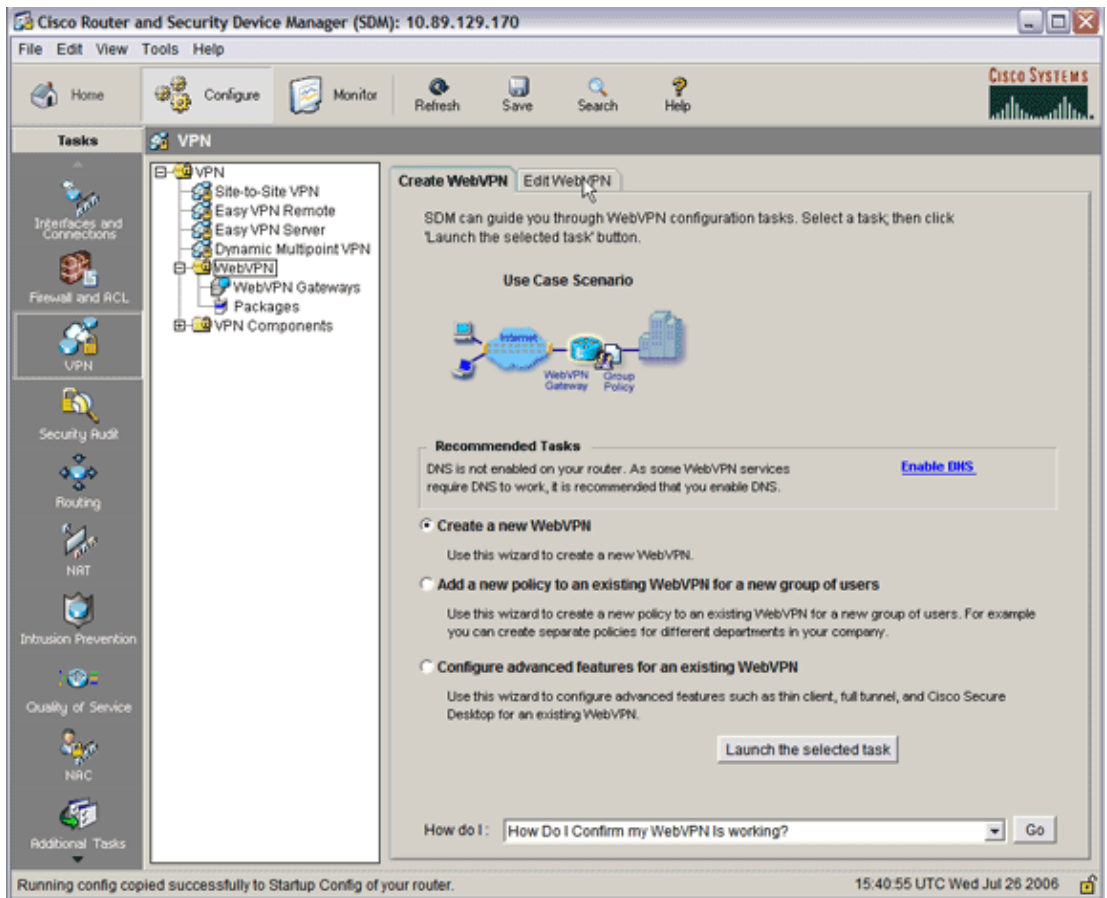 Cisco Router and Security Device Manager (SDM): 10.89.129.170
File Edit View Tools Help
Home
Configure
Monitor
Refresh
Save
Search
Help
CISCO SYSTEMS
Tasks
VPN
Interfaces and
Connections
Firewall and ACL
VPN
Security Audit
Routing
NAT
Intrusion Prevention
Quality of Service
NAC
Additional Tasks
VPN
Site-to-Site VPN
Easy VPN Remote
Easy VPN Server
Dynamic Multipoint VPN
WebVPN
WebVPN Gateways
Packages
VPN Components
Create WebVPN
Edit WebVPN
SDM can guide you through WebVPN configuration tasks. Select a task, then click
'Launch the selected task' button.
Use Case Scenario
Internet
WebVPN
Gateway
Group
Policy
Recommended Tasks
DNS is not enabled on your router. As some WebVPN services
require DNS to work, it is recommended that you enable DNS.
Enable DNS
Create a new WebVPN
Use this wizard to create a new WebVPN.
Add a new policy to an existing WebVPN for a new group of users
Use this wizard to create a new policy to an existing WebVPN for a new group of users. For example
you can create separate policies for different departments in your company.
Configure advanced features for an existing WebVPN
Use this wizard to configure advanced features such as thin client, full tunnel, and Cisco Secure
Desktop for an existing WebVPN.
Launch the selected task
How do I: How Do I Confirm my WebVPN Is working? Go
Running config copied successfully to Startup Config of your router.
15:40:55 UTC Wed Jul 26 2006